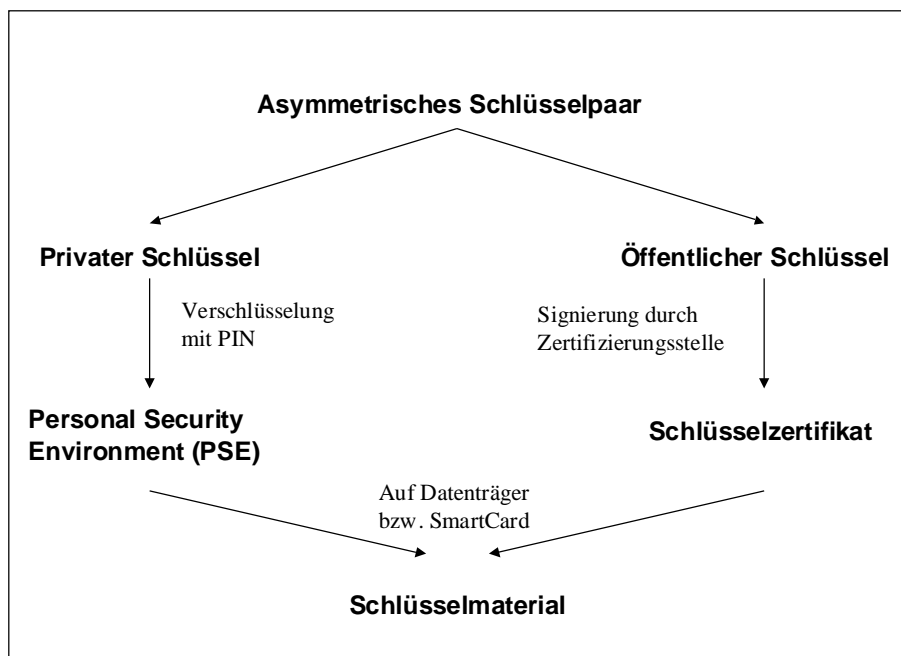 Asymmetrisches Schlüsselpaar
Privater Schlüssel
Öffentlicher Schlüssel
Verschlüsselung
mit PIN
Signierung durch
Zertifizierungsstelle
Personal Security
Environment (PSE)
Schlüsselzertifikat
Auf Datenträger
bzw. SmartCard
Schlüsselmaterial